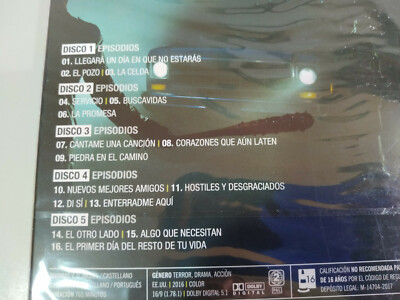 DISCO 1 EPISODIOS
01. LLEGARÁ UN DÍA EN QUE NO ESTARÁS
02. EL POZO | 03. LA CELDA
DISCO 2 EPISODIOS
04. SERVICIO | 05. BUSCAVIDAS
06. LA PROMESA
DISCO 3 EPISODIOS
07. CÁNTAME UNA CANCIÓN | 08. CORAZONES QUE AÚN LATEN
09. PIEDRA EN EL CAMINO
DISCO 4 EPISODIOS
10. NUEVOS MEJORES AMIGOS | 11. HOSTILES Y DESGRACIADOS
12. DI SÍ | 13. ENTERRADME AQUÍ
DISCO 5 EPISODIOS
14. EL OTRO LADO | 15. ALGO QUE NECESITAN
16. EL PRIMER DÍA DEL RESTO DE TU VIDA
CASTELLANO
/ PORTUGUÉS
765 MINUTOS
GÉNERO TERROR, DRAMA, ACCIÓN
EE.UU. | 2016 | COLOR
16/9 (1.78:1) | DOLBY DIGITAL 5.1
DOLBY
DIGITAL
16
CALIFICACIÓN NO RECOMENDADA
DE 16 AÑOS POR EL CÓDIGO DE
DEPÓSITO LEGAL: M-14704-2017